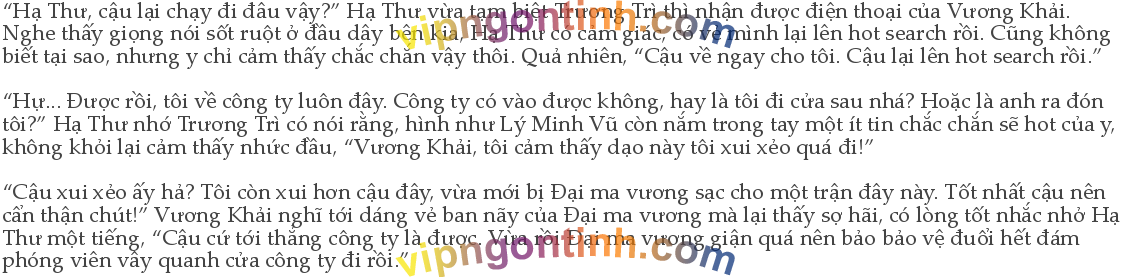 “Hạ Thư, cậu lại chạy đi đâu vậy?” Hạ Thư vừa tạm biệt Trương Trì thì nhận được điện thoại của Vương Khải.
Nghe thấy giọng nói sốt ruột ở đầu dây bên kia, Hạ Thư có cảm giác, có vẻ mình lại lên hot search rồi. Cũng không
biết tại sao, nhưng y chỉ cảm thấy chắc chắn vậy thôi. Quả nhiên, “Cậu về ngay cho tôi. Cậu lại lên hot search rồi.”
“Hự... Được rồi, tôi về công ty luôn đây. Công ty có vào được không, hay là tôi đi cửa sau nhá? Hoặc là anh ra đón
tôi?” Hạ Thư nhớ Trương Trì có nói rằng, hình như Lý Minh Vũ còn nắm trong tay một ít tin chắc chắn sẽ hot của y,
không khỏi lại cảm thấy nhức đầu, “Vương Khải, tôi cảm thấy dạo này tôi xui xẻo quá đi!”
“Cậu xui xẻo ấy hả? Tôi còn xui hơn cậu đây, vừa mới bị Đại ma vương sạc cho một trận đây này. Tốt nhất cậu nên
cẩn thận chút!” Vương Khải nghĩ tới dáng vẻ ban nãy của Đại ma vương mà lại thấy sợ hãi, có lòng tốt nhắc nhở Hạ
Thư một tiếng, “Cậu cứ tới thẳng công ty là được. Vừa rồi Đại ma vương giận quá nên bảo bảo vệ đuổi hết đám
phóng viên vây quanh cửa công ty đi rồi.”
vipngontinh.com
vipngontinh.com